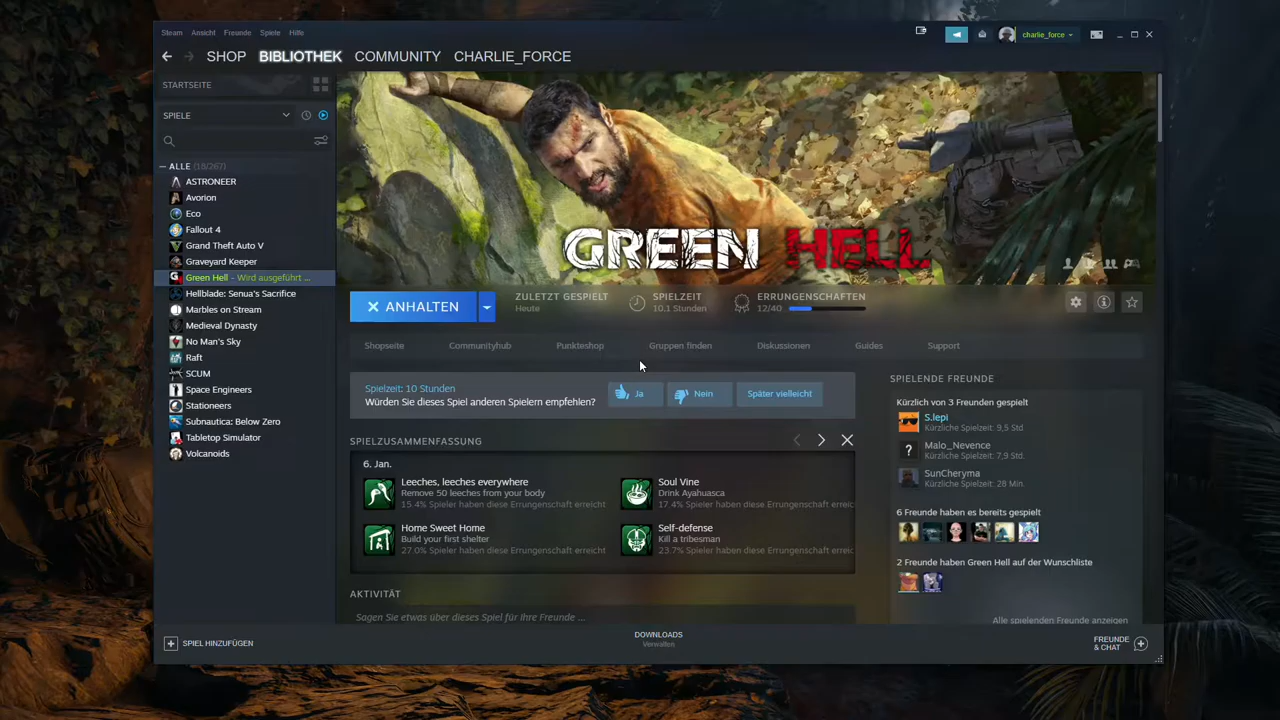 Steam Ansicht Freunde Spiele Hilfe
charlie_force
SHOP BIBLIOTHEK COMMUNITY CHARLIE_FORCE
STARTSEITE
SPIELE
ALLE (18/267)
ASTRONEER
Avorion
Eco
Fallout 4
Grand Theft Auto V
Graveyard Keeper
Green Hell - Wird ausgeführt ...
Hellblade: Senua's Sacrifice
Marbles on Stream
Medieval Dynasty
No Man's Sky
Raft
SCUM
Space Engineers
Stationeers
Subnautica: Below Zero
Tabletop Simulator
Volcanoids
GREEN HELL
ANHALTEN
ZULETZT GESPIELT
Heute
SPIELZEIT
10,1 Stunden
ERRUNGENSCHAFTEN
12/40
Shopseite Communityhub Punkteshop Gruppen finden Diskussionen Guides Support
Spielzeit: 10 Stunden
Würden Sie dieses Spiel anderen Spielern empfehlen?
Ja Nein Später vielleicht
SPIELZUSAMMENFASSUNG
6. Jan.
Leeches, leeches everywhere
Remove 50 leeches from your body
15.4% Spieler haben diese Errungenschaft erreicht
Soul Vine
Drink Ayahuasca
17.4% Spieler haben diese Errungenschaft erreic
Home Sweet Home
Build your first shelter
27.0% Spieler haben diese Errungenschaft erreicht
Self-defense
Kill a tribesman
23.7% Spieler haben diese Errungenschaft erreic
AKTIVITÄT
Sagen Sie etwas über dieses Spiel für Ihre Freunde ...
SPIELENDE FREUNDE
Kürzlich von 3 Freunden gespielt
S.lepi
Kürzliche Spielzeit: 9,5 Std
Malo_Nevence
Kürzliche Spielzeit: 7,9 Std.
SunCheryma
Kürzliche Spielzeit: 28 Min.
6 Freunde haben es bereits gespielt
2 Freunde haben Green Hell auf der Wunschliste
Alle spielenden Freunde anzeigen
SPIEL HINZUFÜGEN
DOWNLOADS
Verwalten
FREUNDE
& CHAT